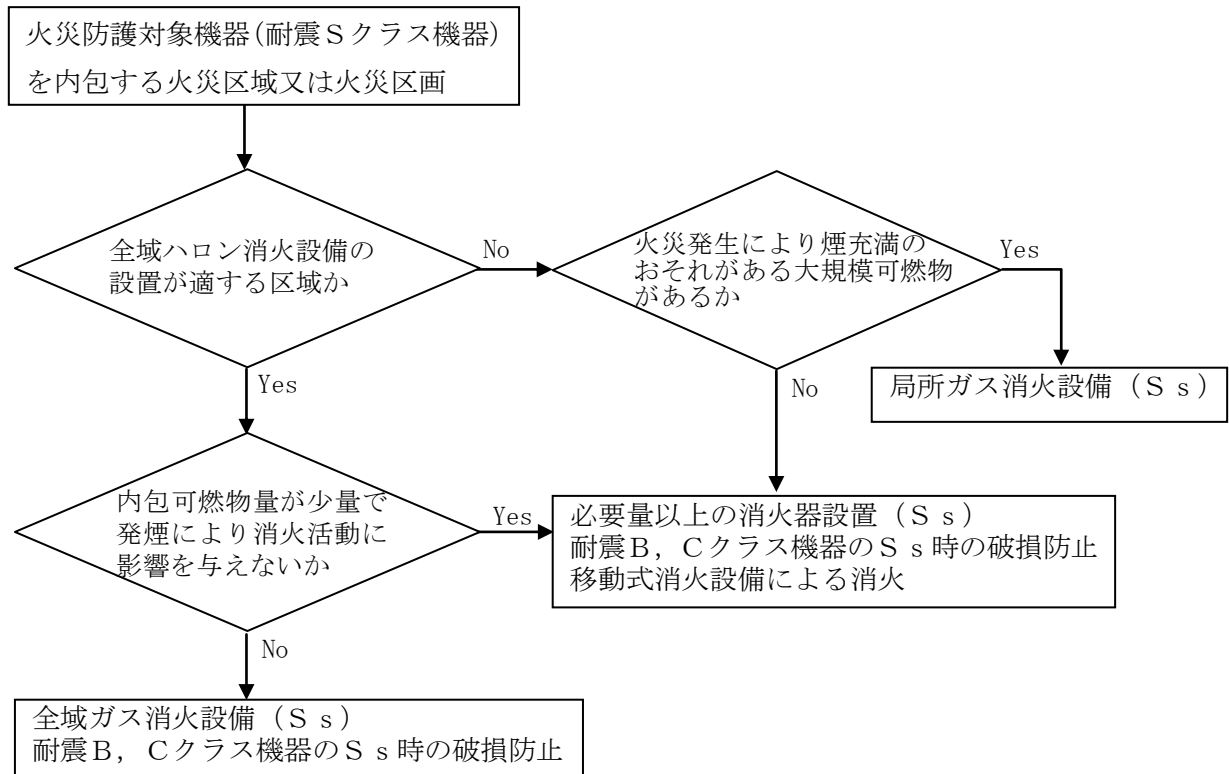 火災防護対象機器(耐震Sクラス機器)
を内包する火災区域又は火災区画
全域ハロン消火設備の
設置が適する区域か
No
火災発生により煙充満の
おそれがある大規模可燃物
があるか
Yes
局所ガス消火設備(Ss)
Yes
No
内包可燃物量が少量で
発煙により消火活動に
影響を与えないか
Yes
必要量以上の消火器設置(Ss)
耐震B,Cクラス機器のSs時の破損防止
移動式消火設備による消火
No
全域ガス消火設備(Ss)
耐震B,Cクラス機器のSs時の破損防止